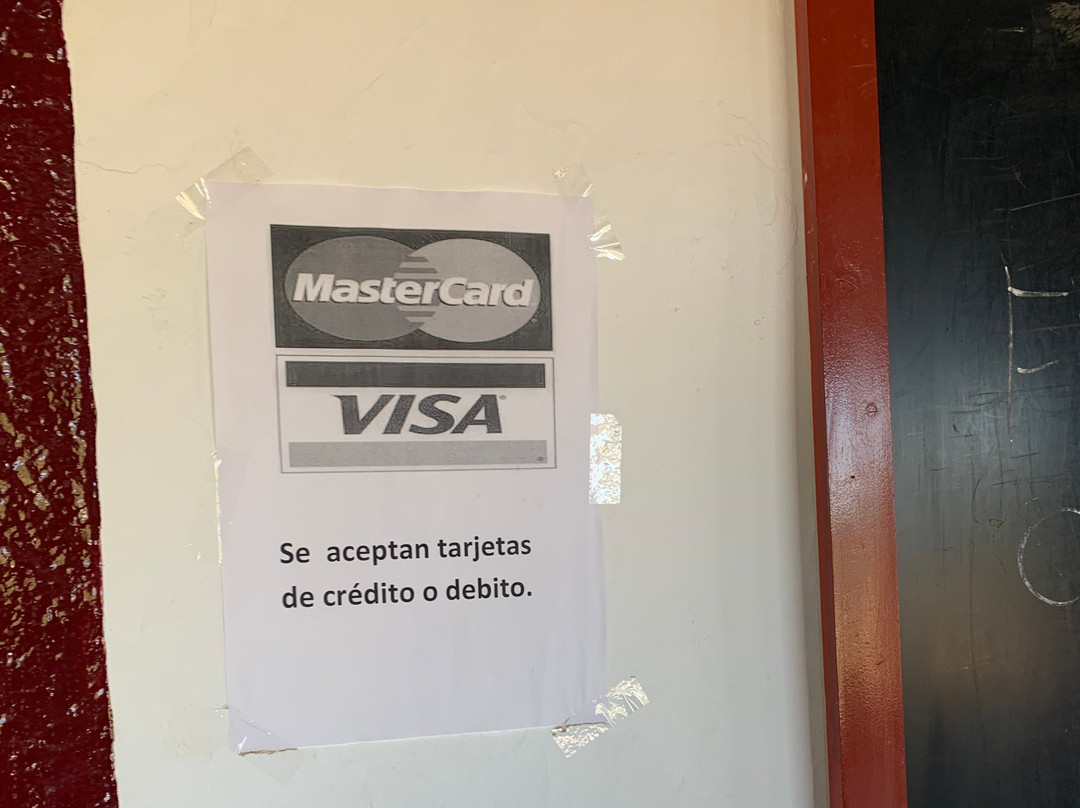 MasterCard
VISA
Se aceptan tarjetas
de crédito o debito.